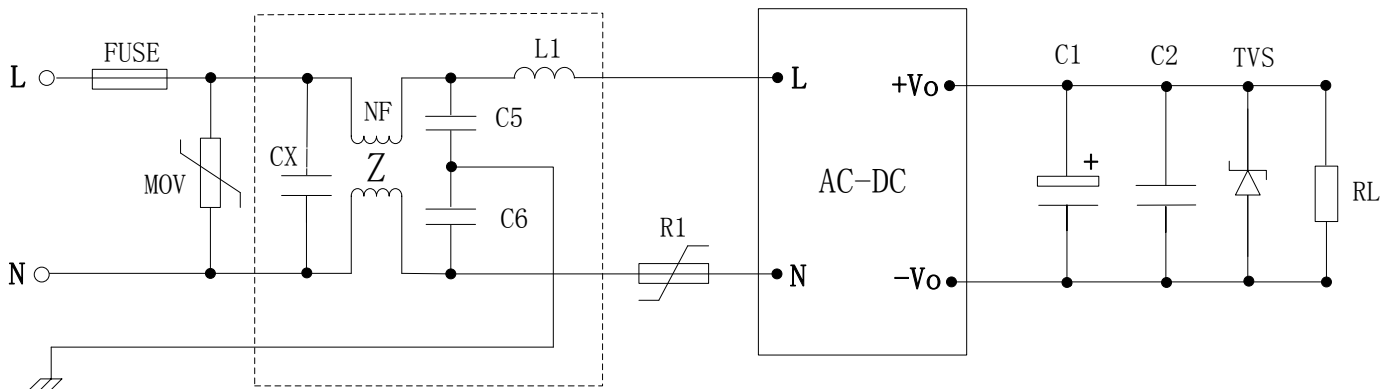 FUSE
L1
C1
C2
TVS
L
L
+Vo
NF
C5
CX
Z
MOV
AC-DC
+
RL
C6
R1
N
N
-Vo